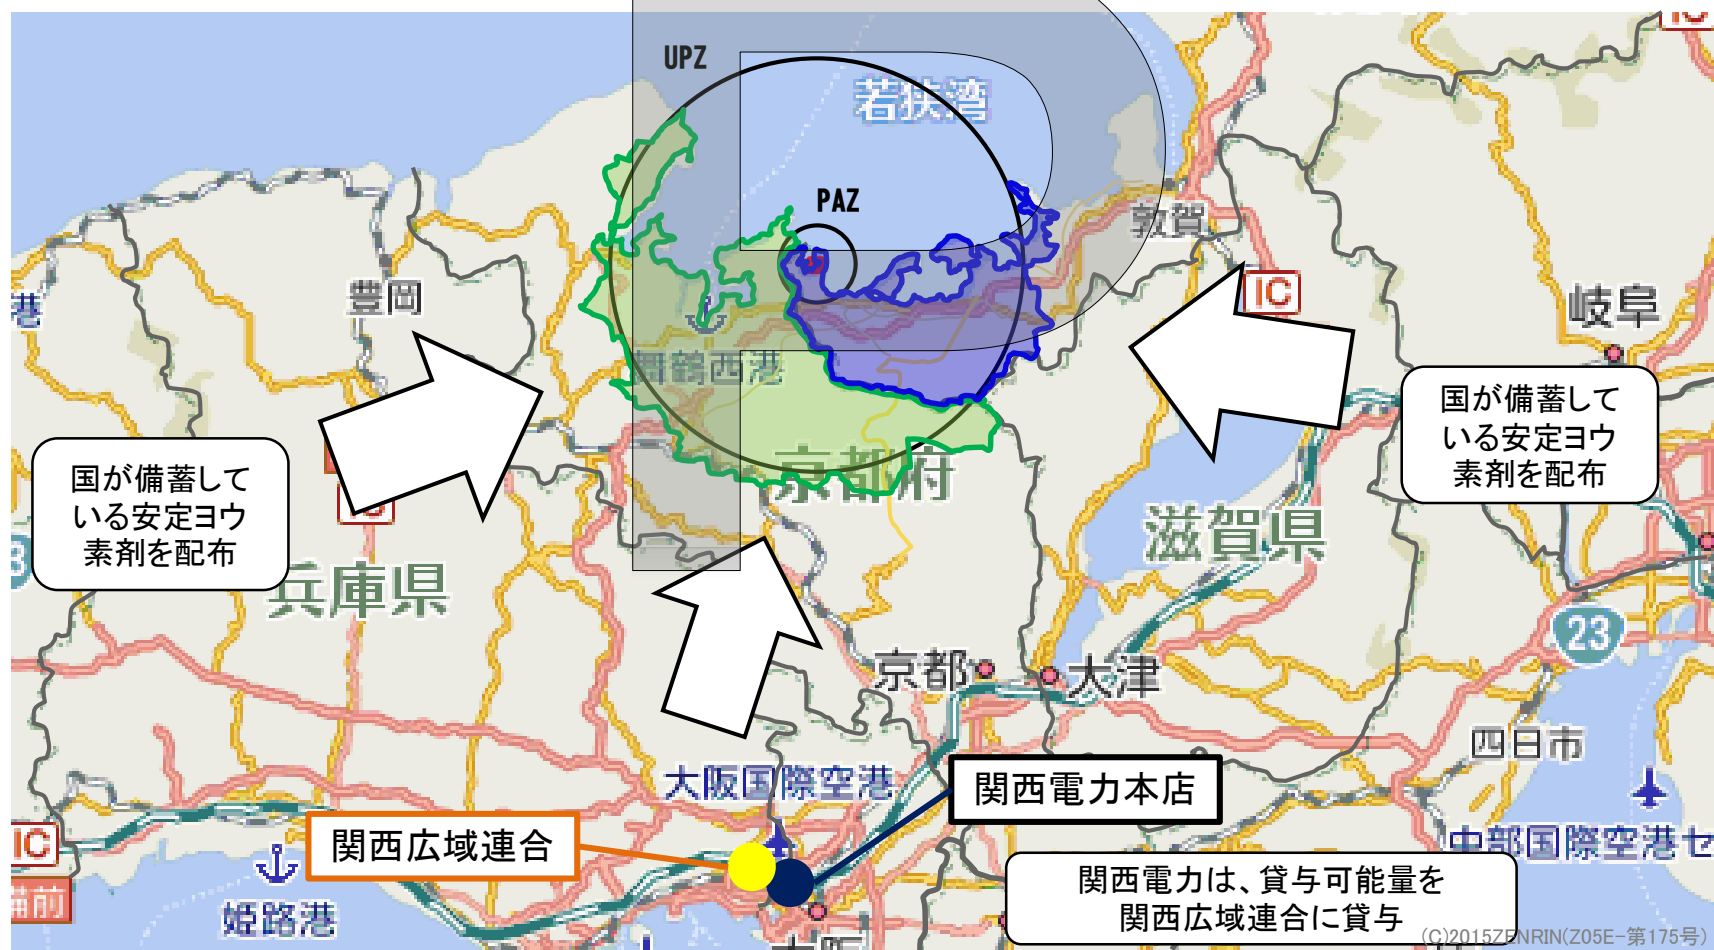 UPZ
若狭湾
PAZ
敦賀
豊岡
港
IC
岐阜
舞鶴西港
国が備蓄して
いる安定ヨウ
素剤を配布
国が備蓄して
いる安定ヨウ
素剤を配布
京都府
滋賀県
兵庫県
23
京都
大津
四日市
大阪国際空港
関西電力本店
関西広域連合
中部国際空港セ
IC
備前
姫路港
関西電力は、貸与可能量を
関西広域連合に貸与
大阪
(C)2015ZENRIN(Z05E-第175号)